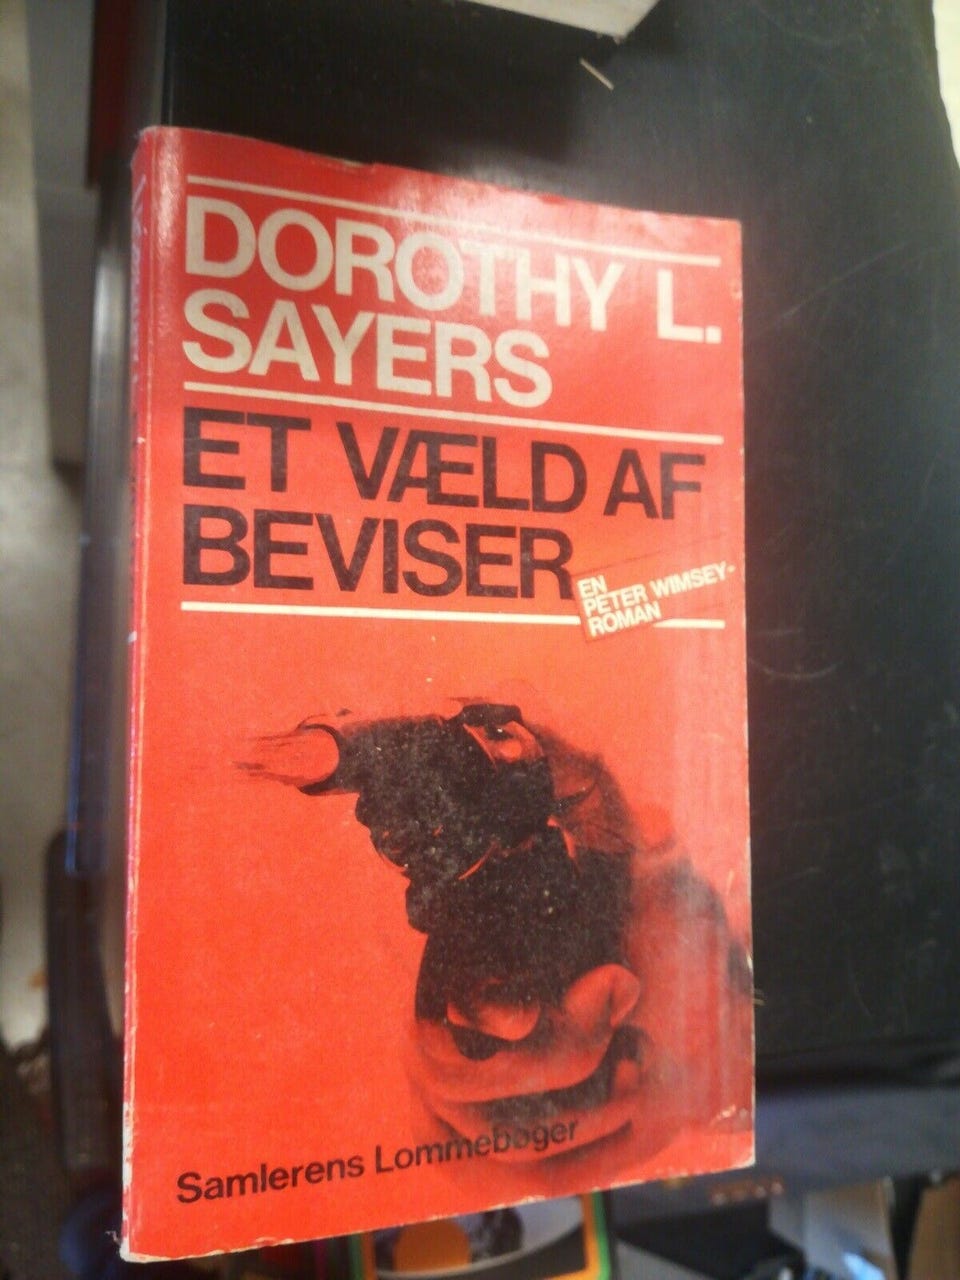 DOROTHY L.
SAYERS
ET VÆLD AF
BEVISER
EN
PETER WIMSEY-
ROMAN
Samlerens Lommebøger